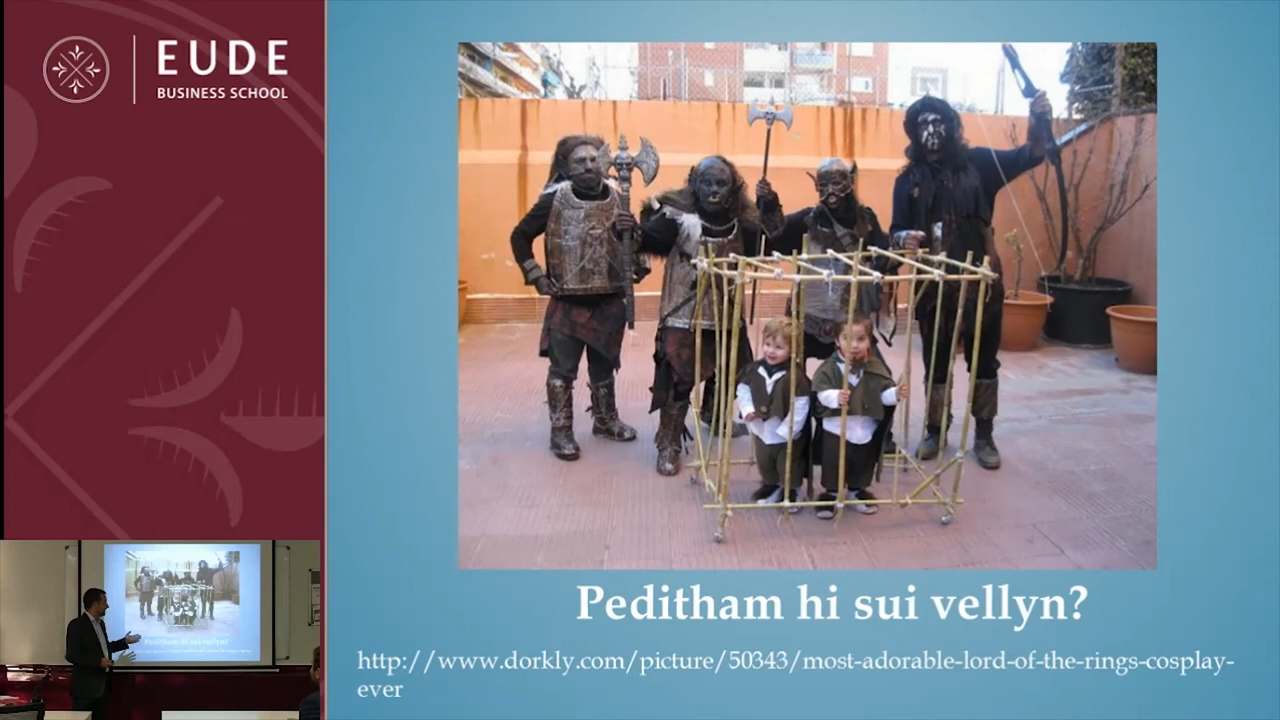 EUDE
BUSINESS SCHOOL
Peditham hi sui vellyn?
http://www.dorkly.com/picture/50343/most-adorable-lord-of-the-rings-cosplay-
ever